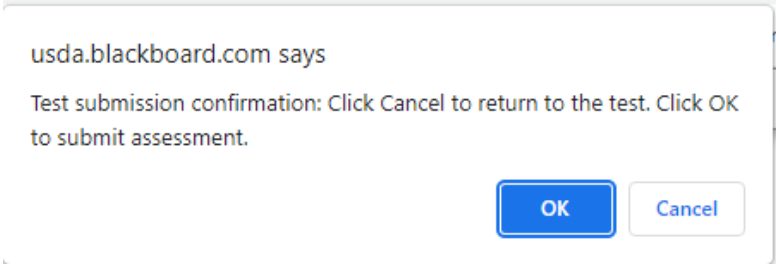 usda.blackboard.com says
Test submission confirmation: Click Cancel to return to the test. Click OK
to submit assessment.
OK
Cancel